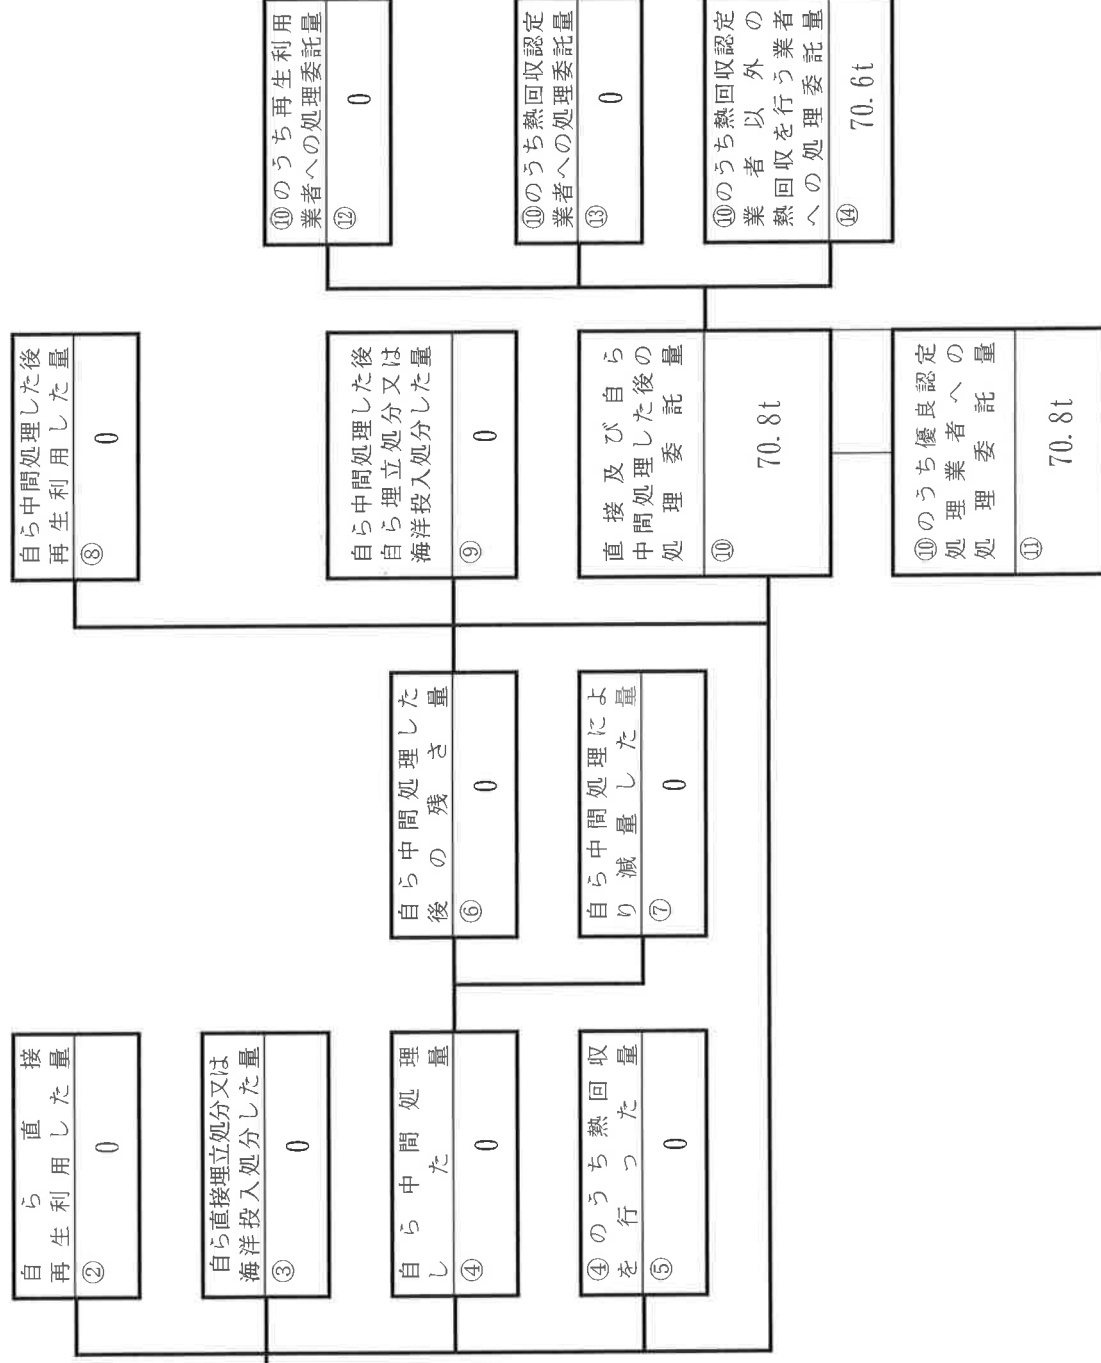 自ら直接
再生利用した量
②
0
自ら直接埋立処分又は
海洋投入処分した量
③
0
自ら中間処理
した量
④
0
④のうち熱回収
を行った量
⑤
0
自ら中間処理した
後の残さ量
⑥
0
自ら中間処理によ
り減量した量
⑦
0
自ら中間処理した後
再生利用した量
⑧
0
自ら中間処理した後
自ら埋立処分又は
海洋投入処分した量
⑨
0
直接及び自ら
中間処理した後の
処理委託量
⑩
70.8t
⑩のうち優良認定
処理業者への
処理委託量
⑪
70.8t
⑩のうち再生利用
業者への処理委託量
⑫
0
⑩のうち熱回収認定
業者への処理委託量
⑬
0
⑩のうち熱回収認定
業者以外の
熱回収を行う業者
への処理委託量
⑭
70.6t